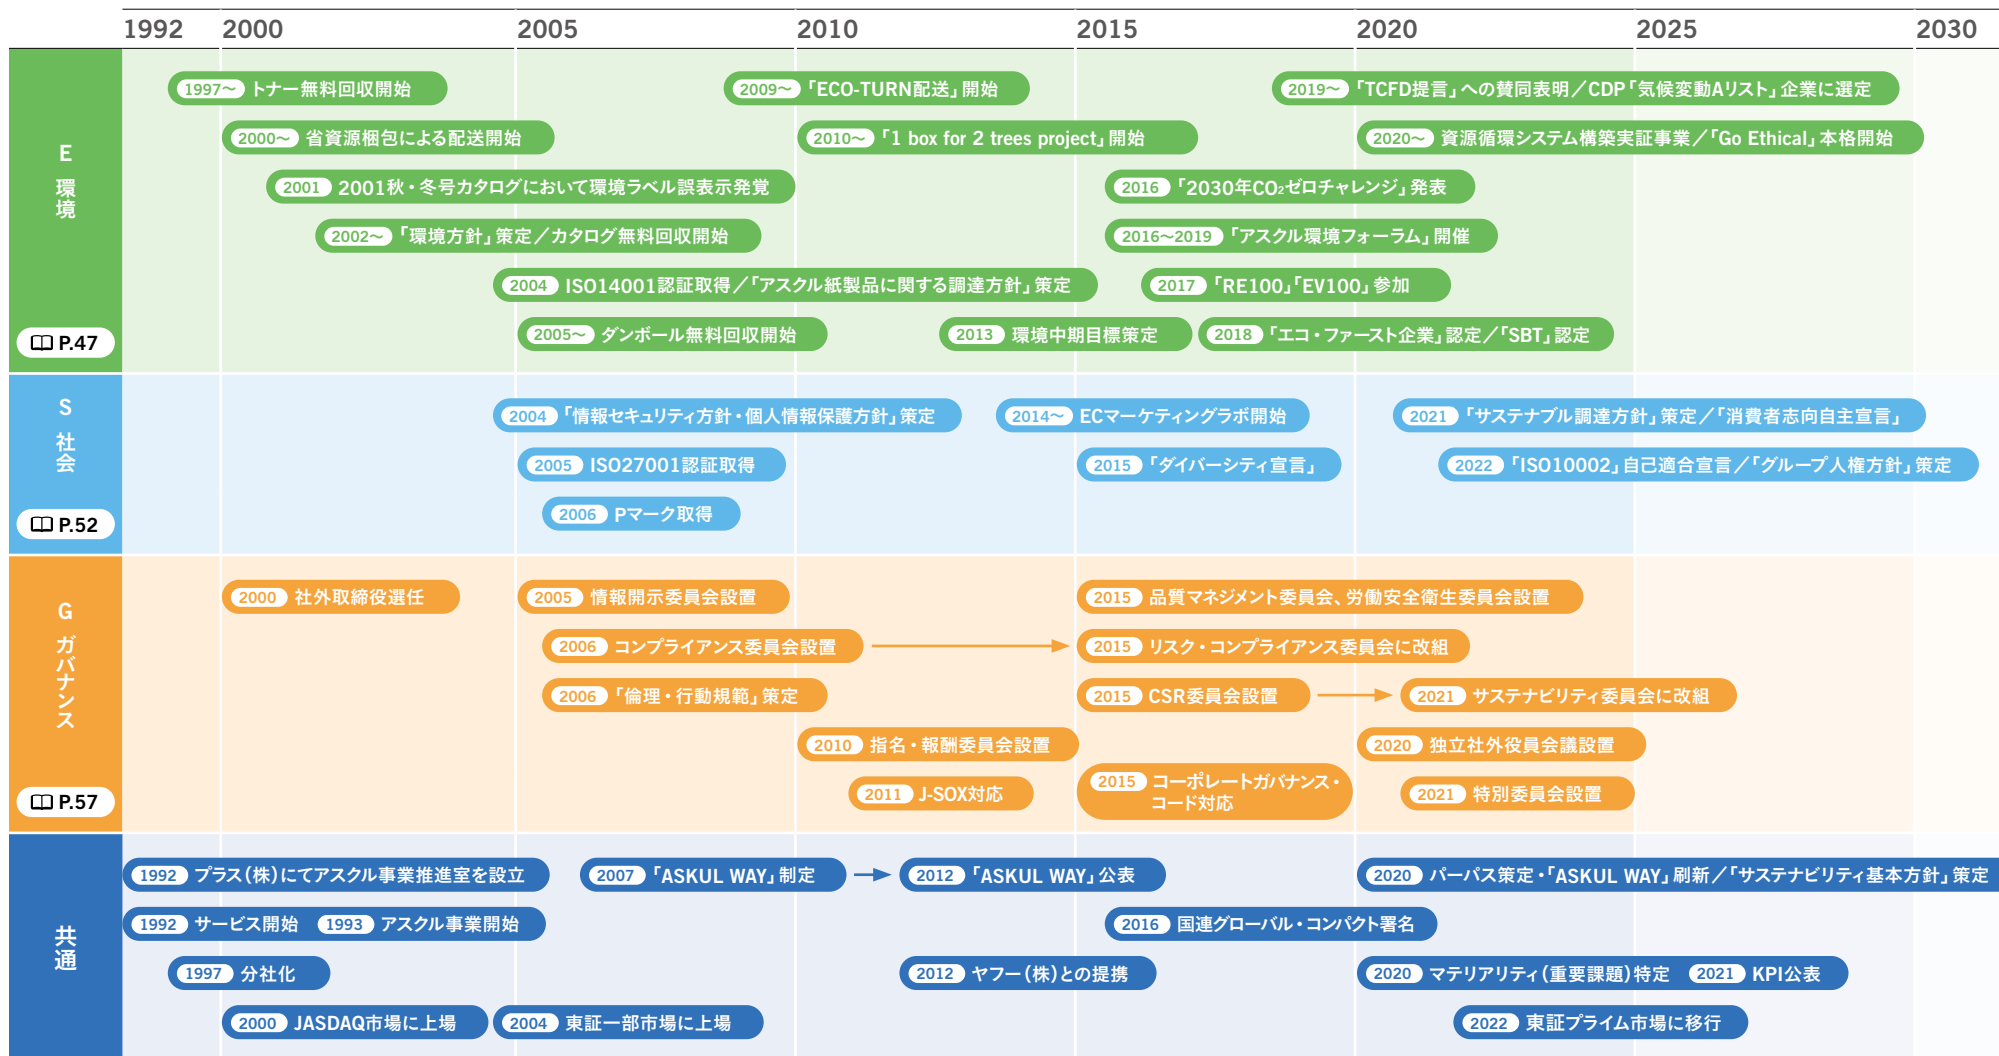 1992 2000 2005 2010 2015 2020 2025 2030
E 環境
P.47
1997〜 トナー無料回収開始
2009〜 「ECO-TURN配送」開始
2019〜 「TCFD提言」への賛同表明／CDP「気候変動Aリスト」企業に選定
2000〜 省資源梱包による配送開始
2010〜 「1 box for 2 trees project」開始
2020〜 資源循環システム構築実証事業／「Go Ethical」本格開始
2001 2001秋・冬号カタログにおいて環境ラベル誤表示発覚
2016 「2030年CO₂ゼロチャレンジ」発表
2002〜 「環境方針」策定／カタログ無料回収開始
2016〜2019 「アスクル環境フォーラム」開催
2004 ISO14001認証取得／「アスクル紙製品に関する調達方針」策定
2017 「RE100」「EV100」参加
2005〜 ダンボール無料回収開始
2013 環境中期目標策定
2018 「エコ・ファースト企業」認定／「SBT」認定
S 社会
P.52
2004 「情報セキュリティ方針・個人情報保護方針」策定
2014〜 ECマーケティングラボ開始
2021 「サステナブル調達方針」策定／「消費者志向自主宣言」
2005 ISO27001認証取得
2015 「ダイバーシティ宣言」
2022 「ISO10002」自己適合宣言／「グループ人権方針」策定
2006 Pマーク取得
G ガバナンス
P.57
2000 社外取締役選任
2005 情報開示委員会設置
2015 品質マネジメント委員会、労働安全衛生委員会設置
2006 コンプライアンス委員会設置
2015 リスク・コンプライアンス委員会に改組
2006 「倫理・行動規範」策定
2015 CSR委員会設置
2021 サステナビリティ委員会に改組
2010 指名・報酬委員会設置
2020 独立社外役員会議設置
2011 J-SOX対応
2015 コーポレートガバナンス・
コード対応
2021 特別委員会設置
共通
1992 プラス(株)にてアスクル事業推進室を設立
2007 「ASKUL WAY」制定
2012 「ASKUL WAY」公表
2020 パーパス策定・「ASKUL WAY」刷新／「サステナビリティ基本方針」策定
1992 サービス開始 1993 アスクル事業開始
2016 国連グローバル・コンパクト署名
1997 分社化
2012 ヤフー(株)との提携
2020 マテリアリティ(重要課題)特定 2021 KPI公表
2000 JASDAQ市場に上場
2004 東証一部市場に上場
2022 東証プライム市場に移行